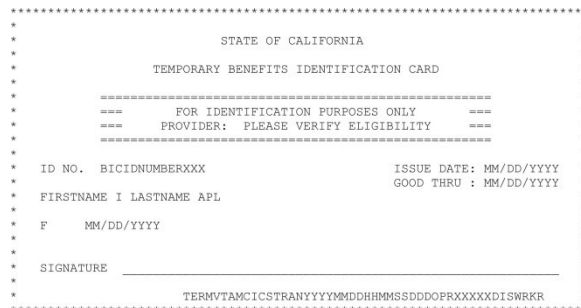 ******************************************************************************
*
* STATE OF CALIFORNIA
*
* TEMPORARY BENEFITS IDENTIFICATION CARD
*
* ====================================================
* === FOR IDENTIFICATION PURPOSES ONLY ===
* === PROVIDER: PLEASE VERIFY ELIGIBILITY ===
* ====================================================
*
* ID NO. BICIDNUMBERXXX ISSUE DATE: MM/DD/YYYY
* GOOD THRU : MM/DD/YYYY
* FIRSTNAME I LASTNAME APL
*
* F MM/DD/YYYY
*
*
* SIGNATURE __________________________________________________________
*
* TERMVTAMCICSTRANYYYYMMDDHHMMSSDDDOPRXXXXXDISWRKR
******************************************************************************